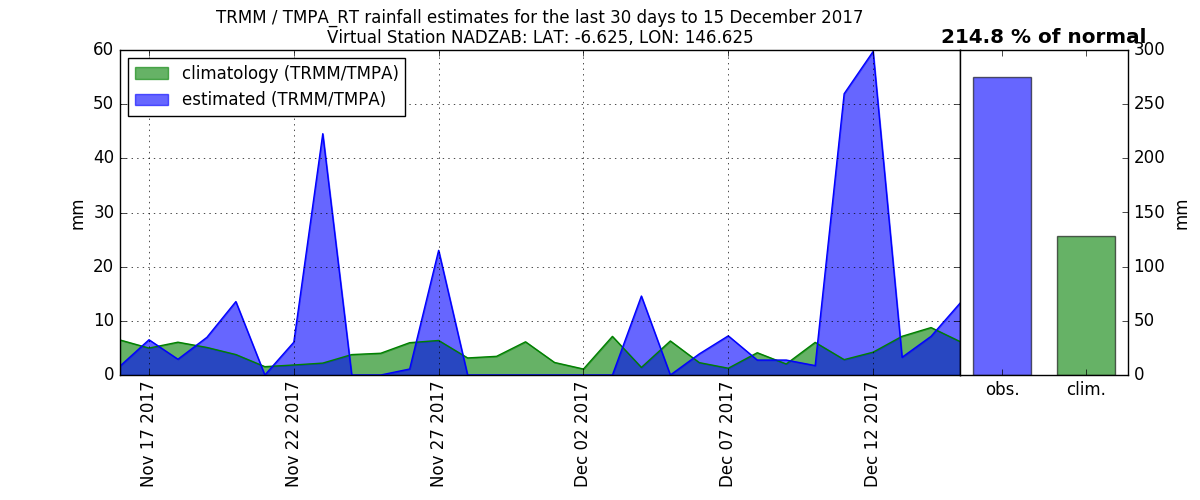 TRMM / TMPA_RT rainfall estimates for the last 30 days to 15 December 2017
Virtual Station NADZAB: LAT: -6.625, LON: 146.625
214.8 % of normal
climatology (TRMM/TMPA)
estimated (TRMM/TMPA)
60
50
40
30
20
10
0
mm
300
250
200
150
100
50
0
mm
Nov 17 2017
Nov 22 2017
Nov 27 2017
Dec 02 2017
Dec 07 2017
Dec 12 2017
obs.
clim.